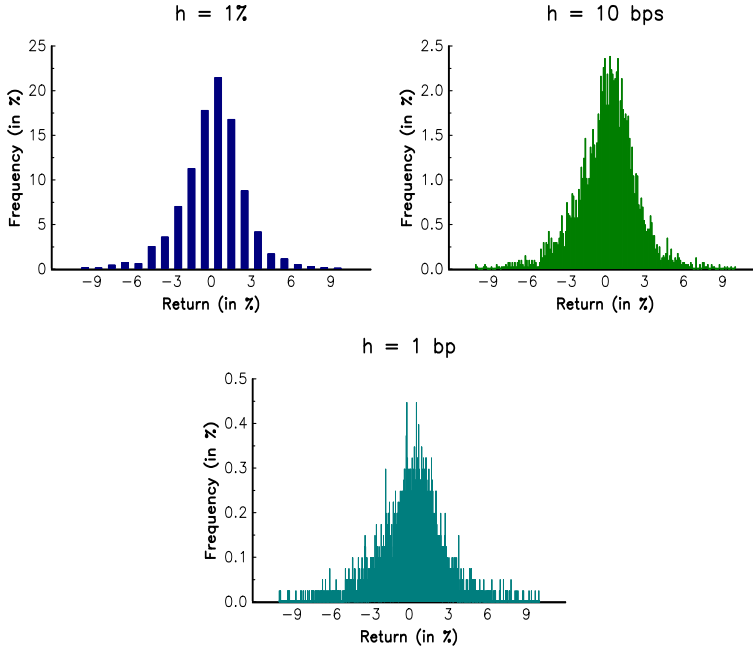 h = 1%
Frequency (in %)
25
20
15
10
5
0
−9 −6 −3 0 3 6 9
Return (in %)
h = 10 bps
Frequency (in %)
2.5
2.0
1.5
1.0
0.5
0.0
−9 −6 −3 0 3 6 9
Return (in %)
h = 1 bp
Frequency (in %)
0.5
0.4
0.3
0.2
0.1
0.0
−9 −6 −3 0 3 6 9
Return (in %)